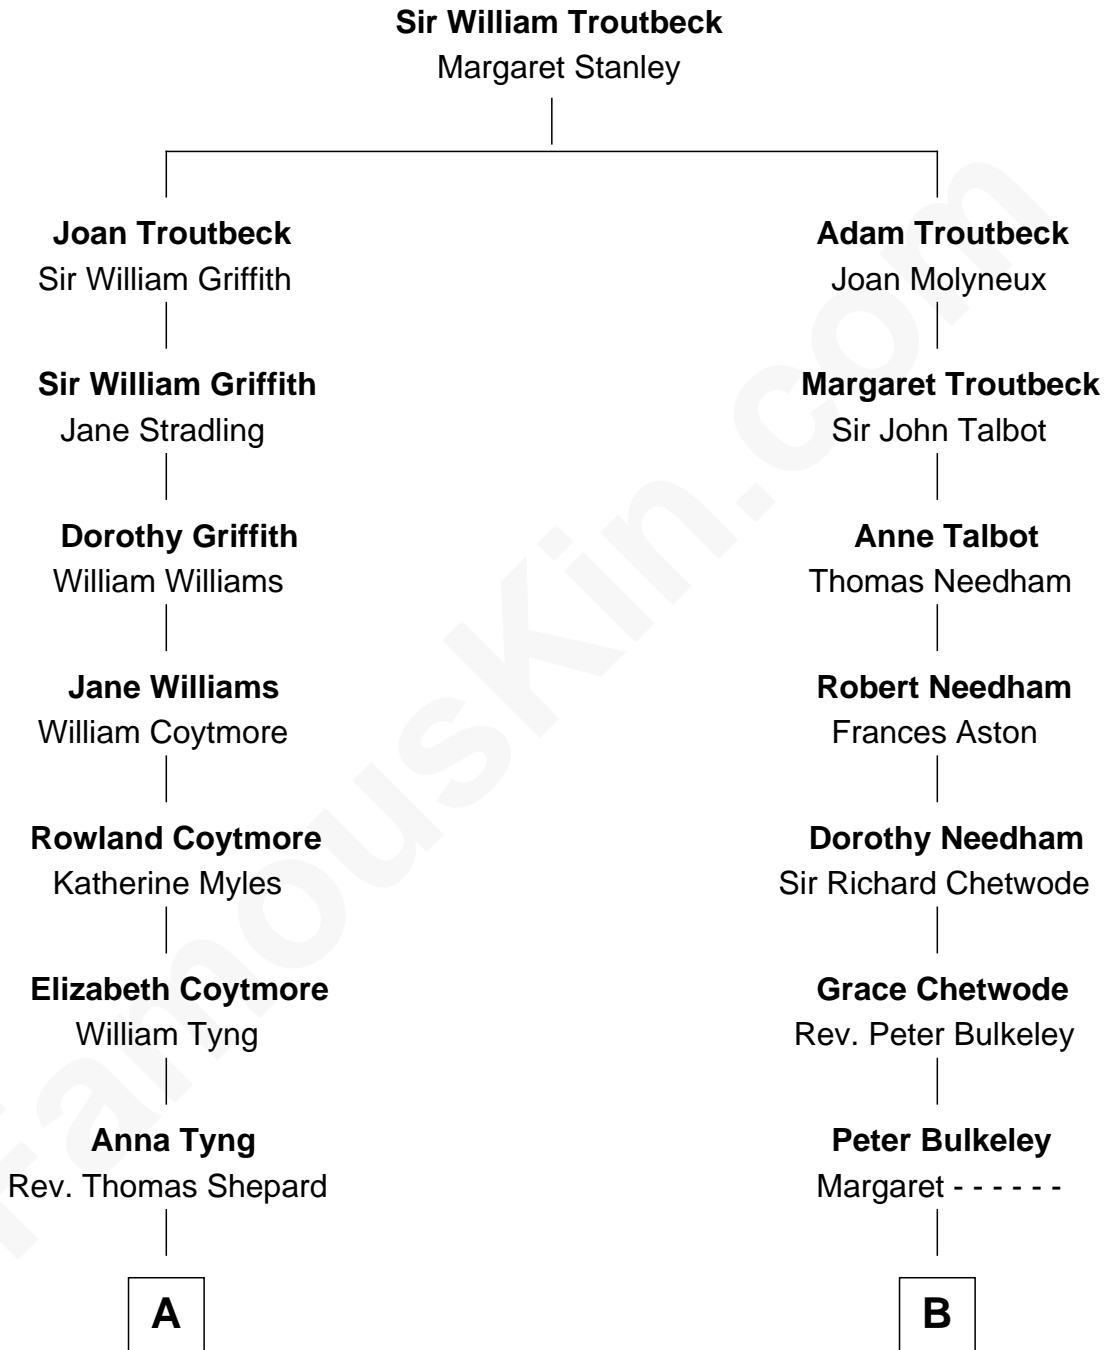 Sir William Troutbeck
Margaret Stanley
Joan Troutbeck
Sir William Griffith
Adam Troutbeck
Joan Molyneux
Sir William Griffith
Jane Stradling
Margaret Troutbeck
Sir John Talbot
Dorothy Griffith
William Williams
Anne Talbot
Thomas Needham
Jane Williams
William Coytmore
Robert Needham
Frances Aston
Rowland Coytmore
Katherine Myles
Dorothy Needham
Sir Richard Chetwode
Elizabeth Coytmore
William Tyng
Grace Chetwode
Rev. Peter Bulkeley
Anna Tyng
Rev. Thomas Shepard
Peter Bulkeley
Margaret - - - - - -
A
B
FamousKin.com